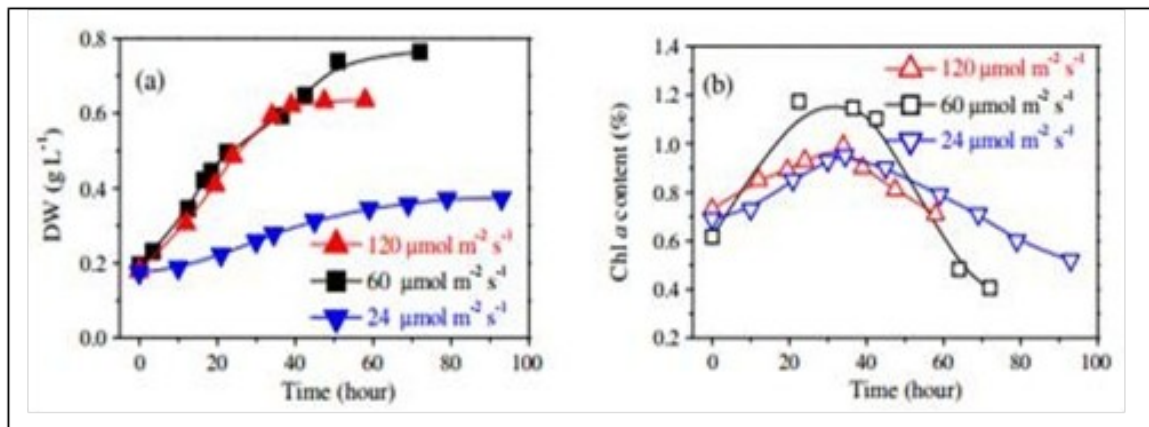 (a)
DW (g L⁻¹)
0.8
0.6
0.4
0.2
0.0
120 µmol m⁻² s⁻¹
60 µmol m⁻² s⁻¹
24 µmol m⁻² s⁻¹
0 20 40 60 80 100
Time (hour)
(b)
Chl a content (%)
1.4
1.2
1.0
0.8
0.6
0.4
0.2
120 µmol m⁻² s⁻¹
60 µmol m⁻² s⁻¹
24 µmol m⁻² s⁻¹
0 20 40 60 80 100
Time (hour)